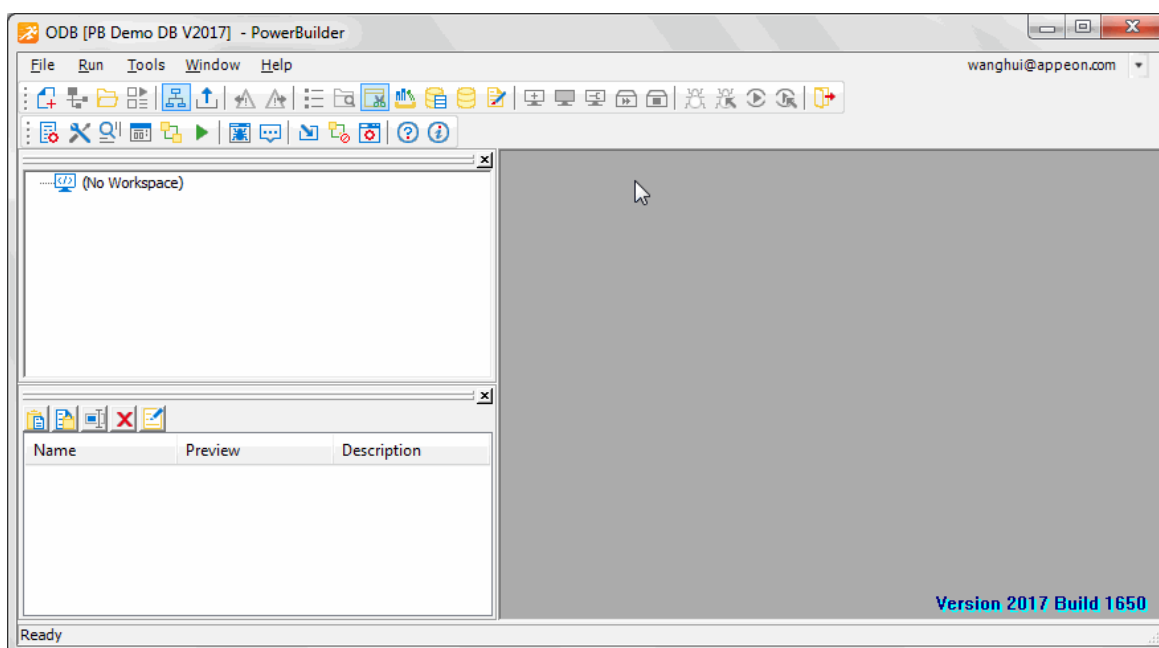 ODB [PB Demo DB V2017] - PowerBuilder
File Run Tools Window Help wanghui@appeon.com
(No Workspace)
Name Preview Description
Version 2017 Build 1650
Ready